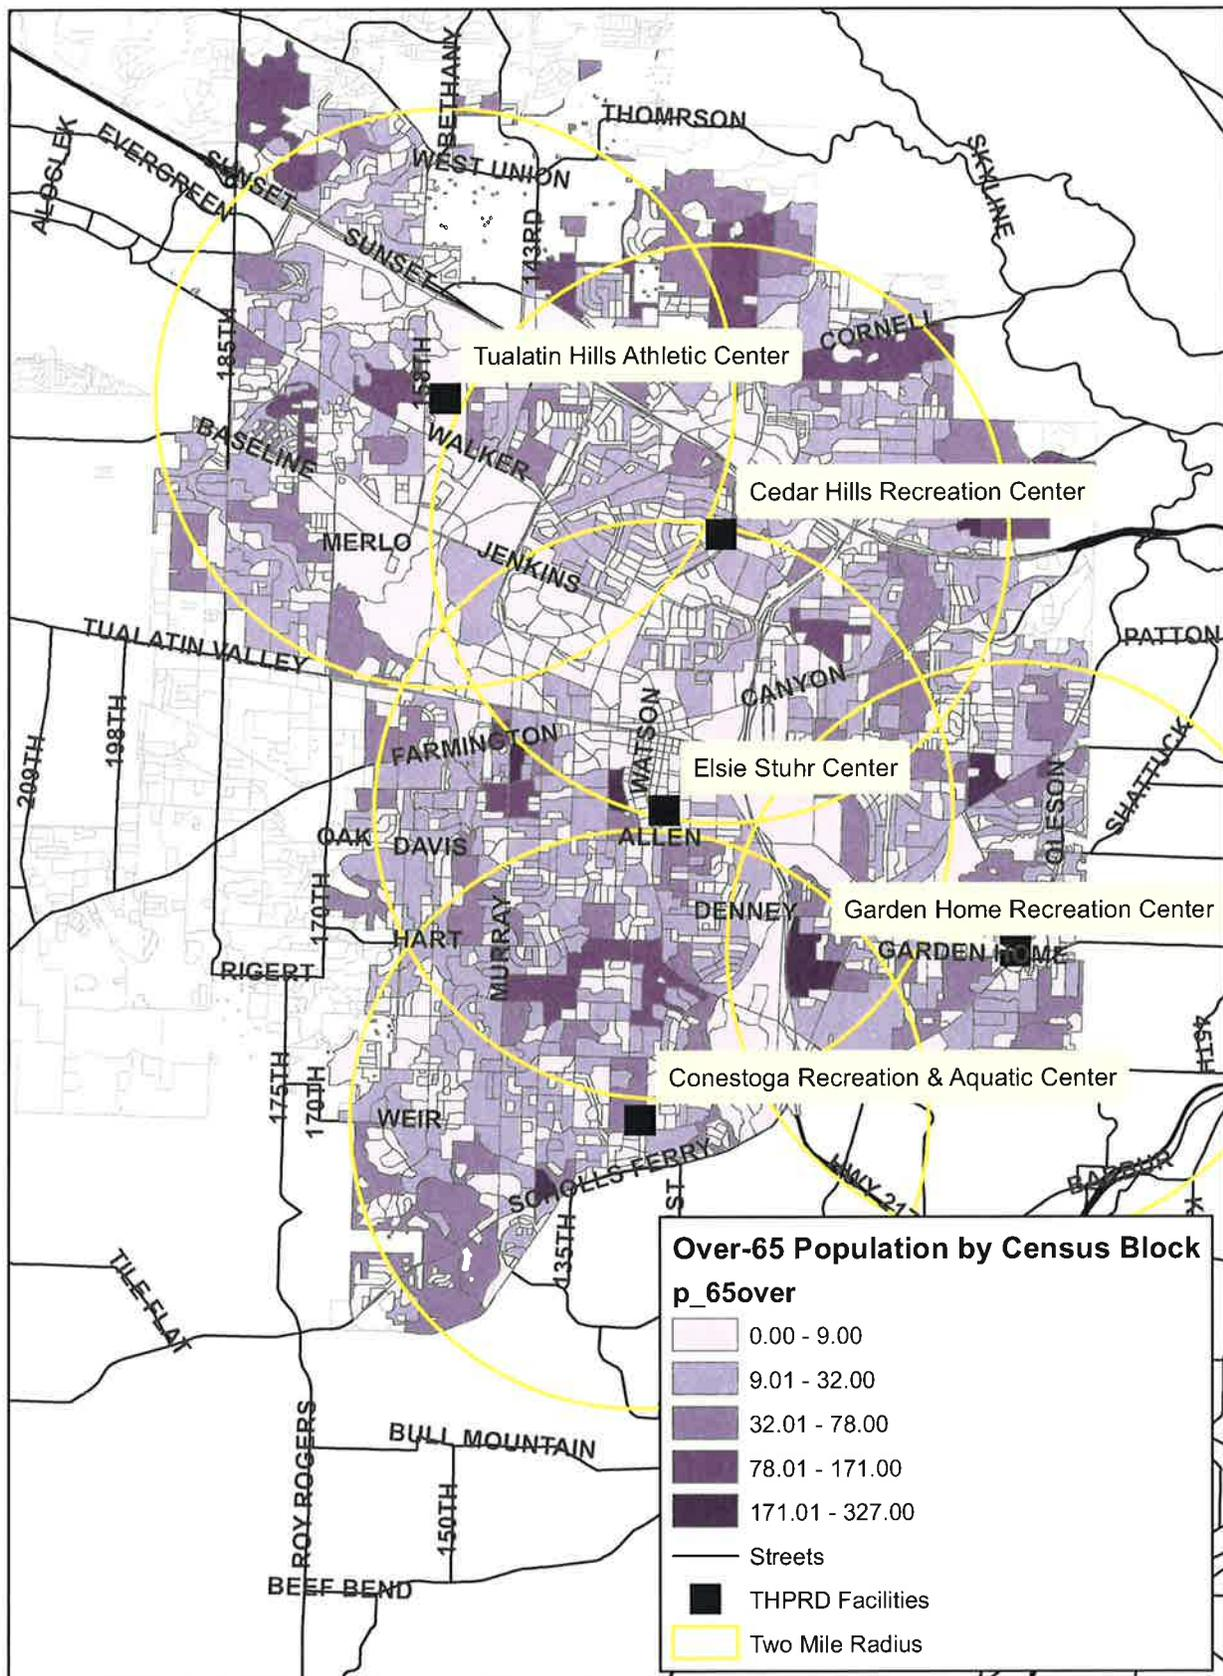 BETHANY
THOMRSON
ALOCLEK
EVERGREEN
SUNSET
WEST UNION
SKYLINE
SUNSET
143RD
185TH
CORNELL
158TH
Tualatin Hills Athletic Center
BASELINE
WALKER
Cedar Hills Recreation Center
MERLO
JENKINS
TUALATIN VALLEY
PATTON
198TH
209TH
CANYON
WATSON
FARMINGTON
SHATTUCK
Elsie Stuhr Center
OLESON
OAK
DAVIS
ALLEN
170TH
DENNEY
Garden Home Recreation Center
HART
MURRAY
GARDEN HOME
RIGERT
45TH
175TH
170TH
Conestoga Recreation & Aquatic Center
WEIR
SCHOLLS FERRY
HWY 217
BARBUR
ST
K
135TH
TILE FLAT
Over-65 Population by Census Block
p_65over
0.00 - 9.00
9.01 - 32.00
32.01 - 78.00
78.01 - 171.00
171.01 - 327.00
Streets
THPRD Facilities
Two Mile Radius
ROY ROGERS
BULL MOUNTAIN
150TH
BEEF BEND